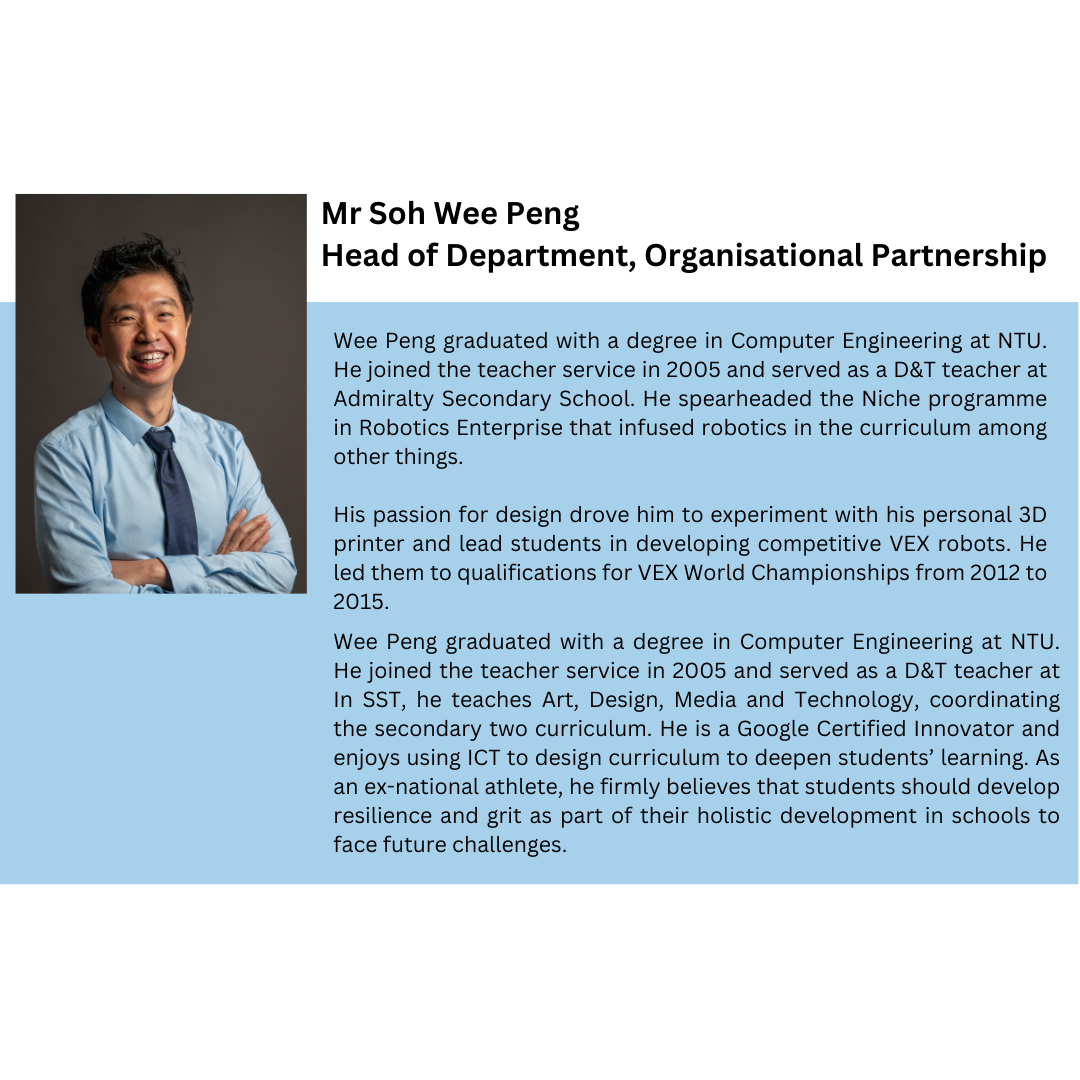 Mr Soh Wee Peng
Head of Department, Organisational Partnership
Wee Peng graduated with a degree in Computer Engineering at NTU.
He joined the teacher service in 2005 and served as a D&T teacher at
Admiralty Secondary School. He spearheaded the Niche programme
in Robotics Enterprise that infused robotics in the curriculum among
other things.
His passion for design drove him to experiment with his personal 3D
printer and lead students in developing competitive VEX robots. He
led them to qualifications for VEX World Championships from 2012 to
2015.
Wee Peng graduated with a degree in Computer Engineering at NTU.
He joined the teacher service in 2005 and served as a D&T teacher at
In SST, he teaches Art, Design, Media and Technology, coordinating
the secondary two curriculum. He is a Google Certified Innovator and
enjoys using ICT to design curriculum to deepen students’ learning. As
an ex-national athlete, he firmly believes that students should develop
resilience and grit as part of their holistic development in schools to
face future challenges.